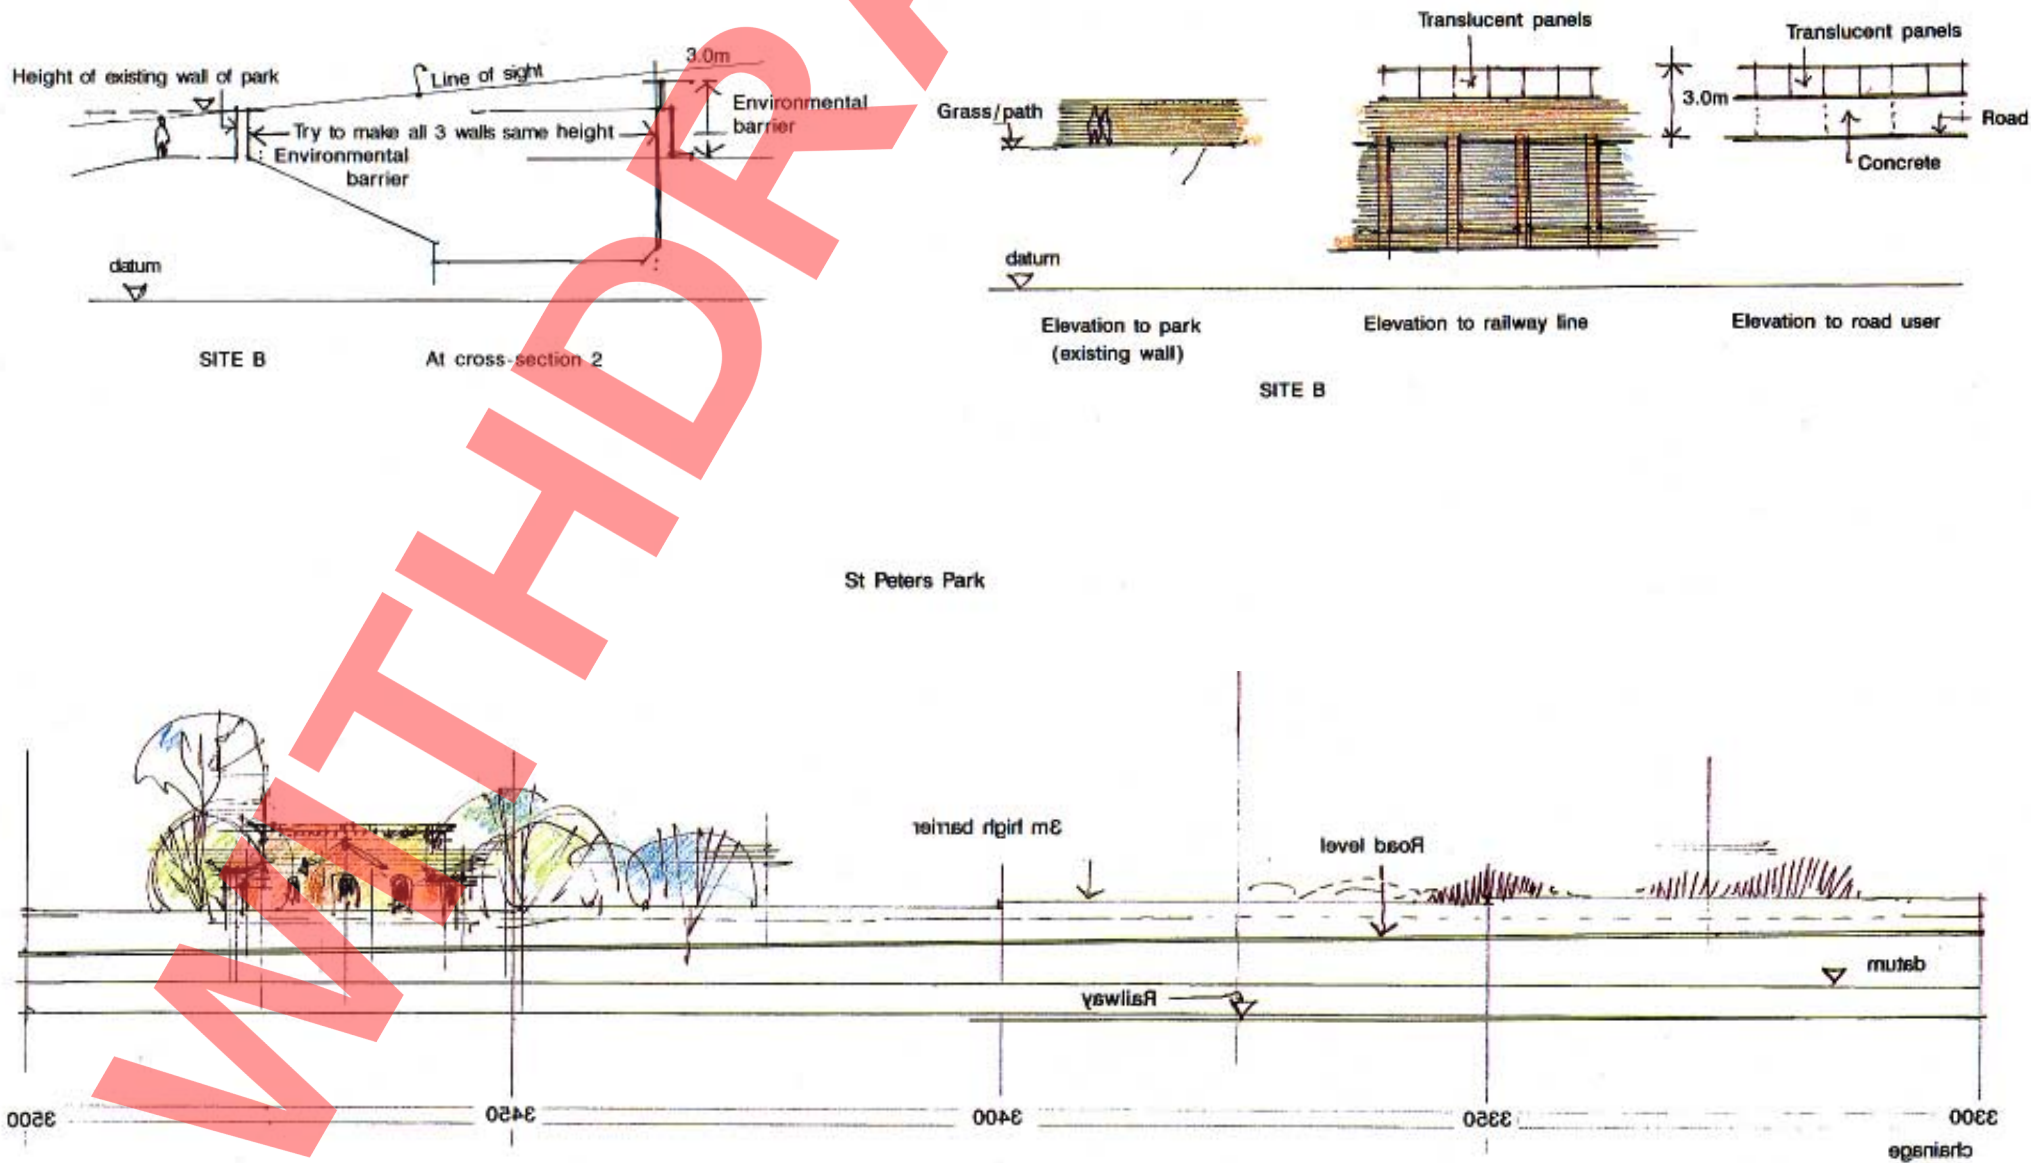 Height of existing wall of park
Line of sight
3.0m
Environmental
barrier
Try to make all 3 walls same height
Environmental
barrier
datum
SITE B
At cross-section 2
Grass/path
datum
Elevation to park
(existing wall)
Translucent panels
Elevation to railway line
SITE B
Translucent panels
3.0m
Road
Concrete
Elevation to road user
St Peters Park
3m high barrier
Road level
datum
Railway
3500
3450
3400
3350
3300
chainage
WITHDRA